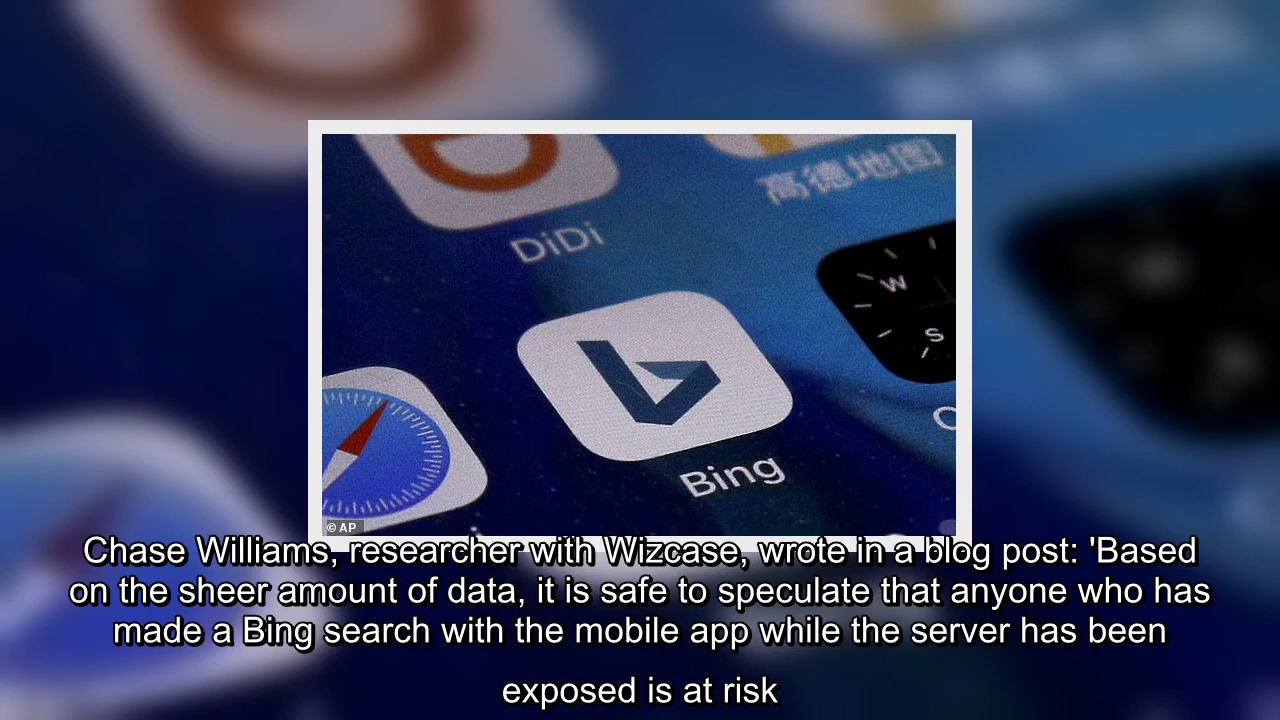 DiDi
高德地图
W
S
Bing
© AP
Chase Williams, researcher with Wizcase, wrote in a blog post: 'Based
on the sheer amount of data, it is safe to speculate that anyone who has
made a Bing search with the mobile app while the server has been
exposed is at risk